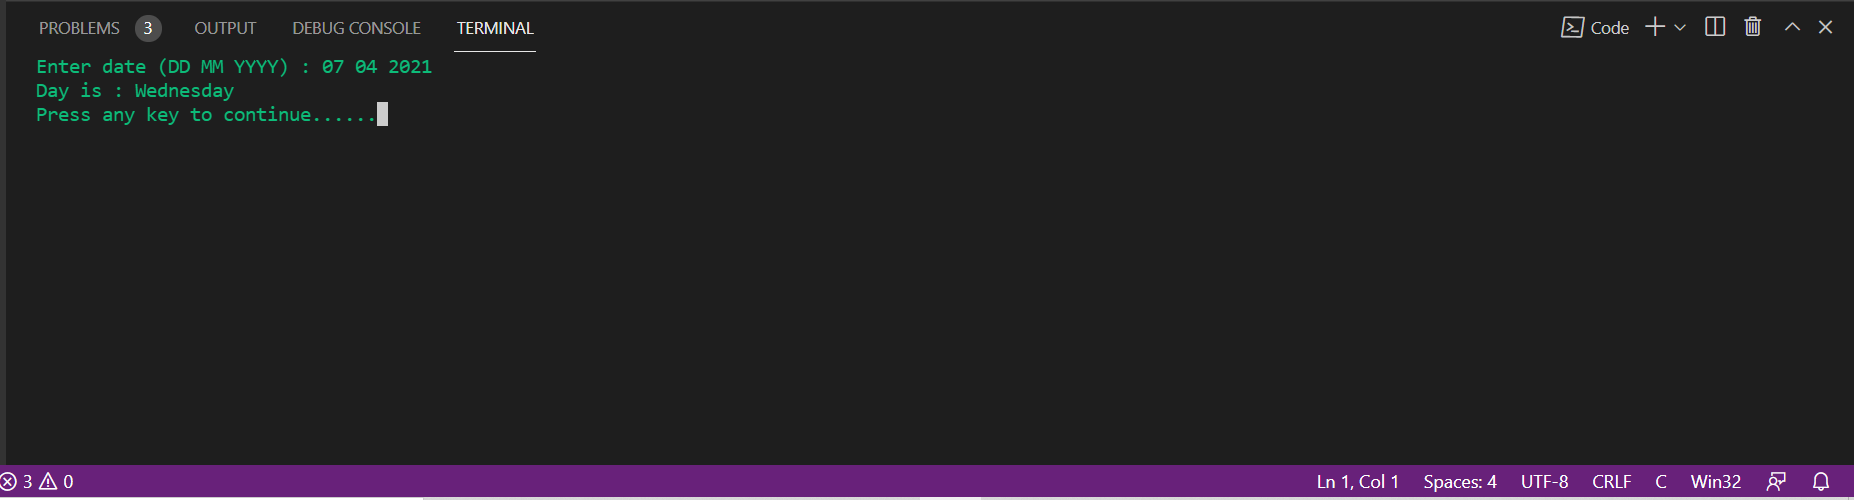 PROBLEMS 3 OUTPUT DEBUG CONSOLE TERMINAL Code
Enter date (DD MM YYYY) : 07 04 2021
Day is : Wednesday
Press any key to continue......
3 0 Ln 1, Col 1 Spaces: 4 UTF-8 CRLF C Win32